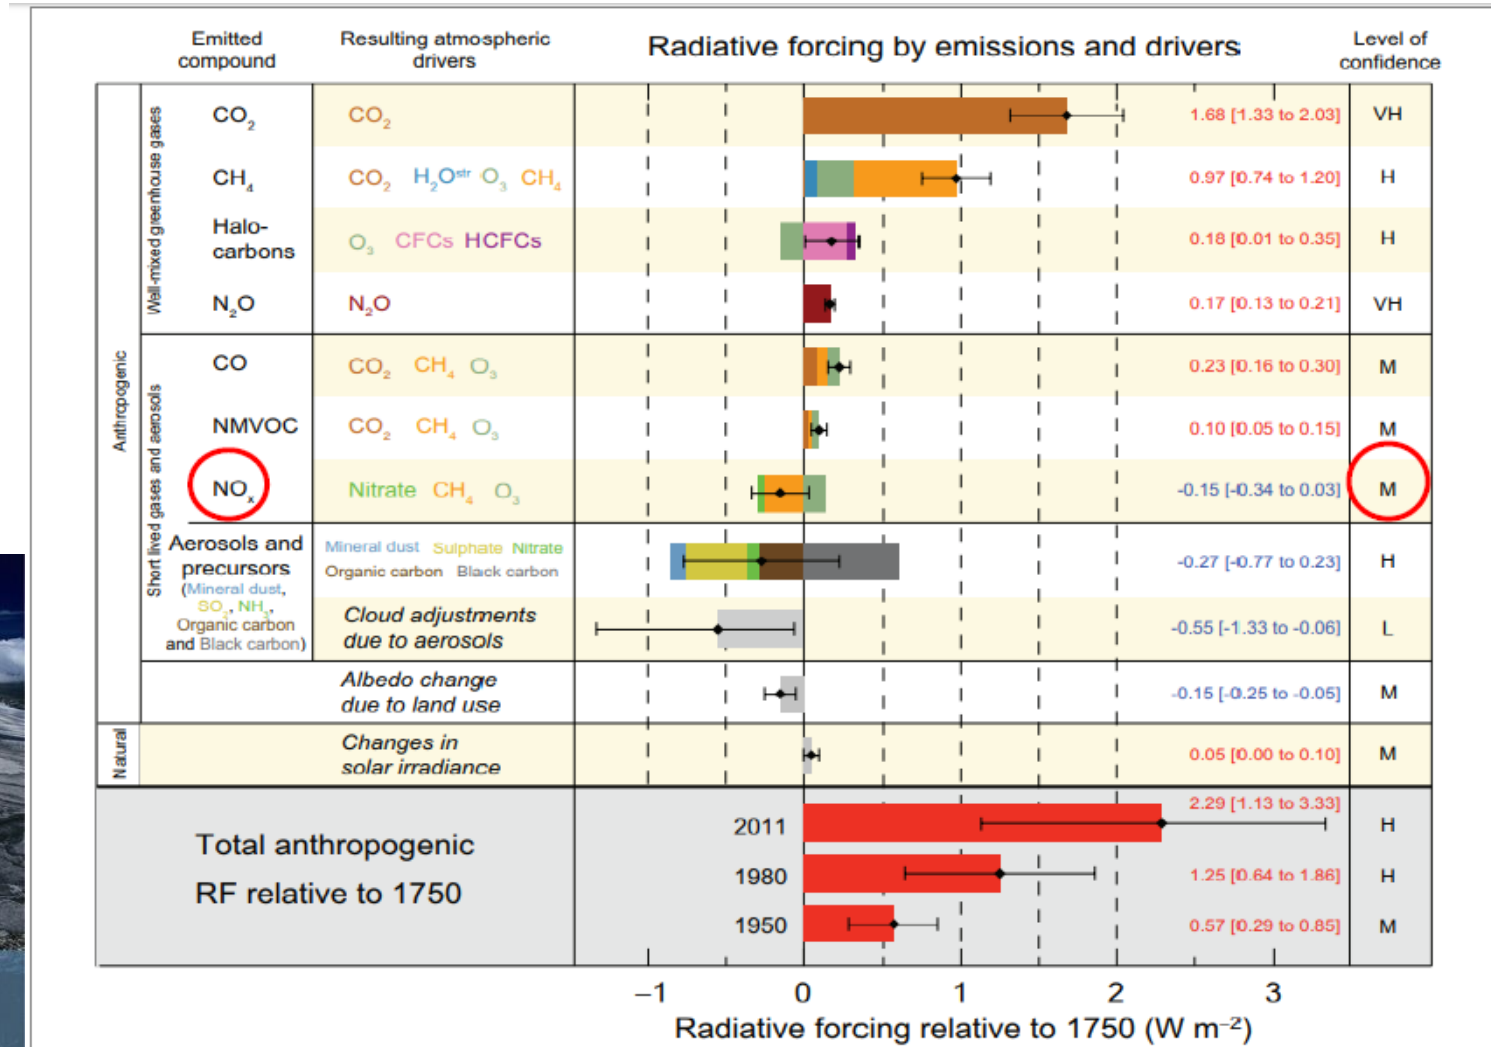 Emitted compound
Resulting atmospheric drivers
Radiative forcing by emissions and drivers
Level of confidence
Anthropogenic
Well-mixed greenhouse gases
CO₂
CO₂
1.68 [1.33 to 2.03]
VH
CH₄
CO₂ H₂Oˢᵗʳ O₃ CH₄
0.97 [0.74 to 1.20]
H
Halo-
carbons
O₃ CFCs HCFCs
0.18 [0.01 to 0.35]
H
N₂O
N₂O
0.17 [0.13 to 0.21]
VH
Short lived gases and aerosols
CO
CO₂ CH₄ O₃
0.23 [0.16 to 0.30]
M
NMVOC
CO₂ CH₄ O₃
0.10 [0.05 to 0.15]
M
NOₓ
Nitrate CH₄ O₃
-0.15 [-0.34 to 0.03]
M
Aerosols and
precursors
(Mineral dust,
SO₂, NH₃,
Organic carbon
and Black carbon)
Mineral dust Sulphate Nitrate
Organic carbon Black carbon
-0.27 [-0.77 to 0.23]
H
Cloud adjustments
due to aerosols
-0.55 [-1.33 to -0.06]
L
Albedo change
due to land use
-0.15 [-0.25 to -0.05]
M
Natural
Changes in
solar irradiance
0.05 [0.00 to 0.10]
M
Total anthropogenic
RF relative to 1750
2011
2.29 [1.13 to 3.33]
H
1980
1.25 [0.64 to 1.86]
H
1950
0.57 [0.29 to 0.85]
M
−1 0 1 2 3
Radiative forcing relative to 1750 (W m⁻²)